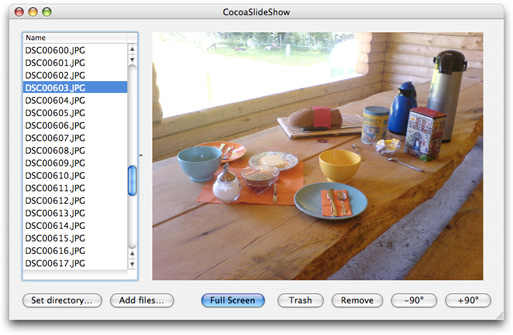 CocoaSlideShow
Name
DSC00600.JPG
DSC00601.JPG
DSC00602.JPG
DSC00603.JPG
DSC00604.JPG
DSC00605.JPG
DSC00606.JPG
DSC00607.JPG
DSC00608.JPG
DSC00609.JPG
DSC00610.JPG
DSC00611.JPG
DSC00612.JPG
DSC00613.JPG
DSC00614.JPG
DSC00615.JPG
DSC00616.JPG
DSC00617.JPG
Set directory... Add files... Full Screen Trash Remove -90° +90°